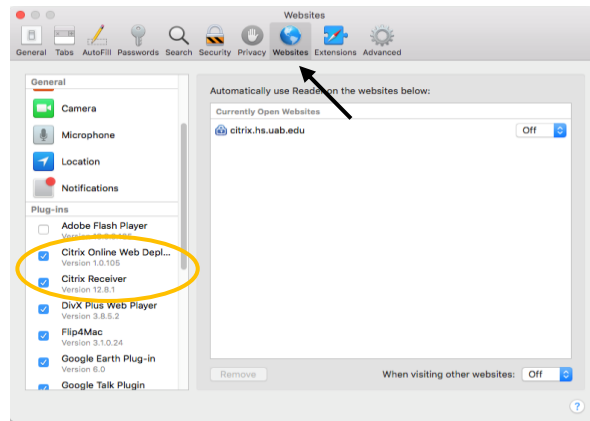 Websites
General Tabs AutoFill Passwords Search Security Privacy Websites Extensions Advanced
General
Camera
Microphone
Location
Notifications
Plug-ins
Adobe Flash Player
Version
Citrix Online Web Depl...
Version 1.0.105
Citrix Receiver
Version 12.8.1
DivX Plus Web Player
Version 3.8.5.2
Flip4Mac
Version 3.1.0.24
Google Earth Plug-in
Version 6.0
Google Talk Plugin
Automatically use Reader on the websites below:
Currently Open Websites
citrix.hs.uab.edu Off
Remove When visiting other websites: Off
?